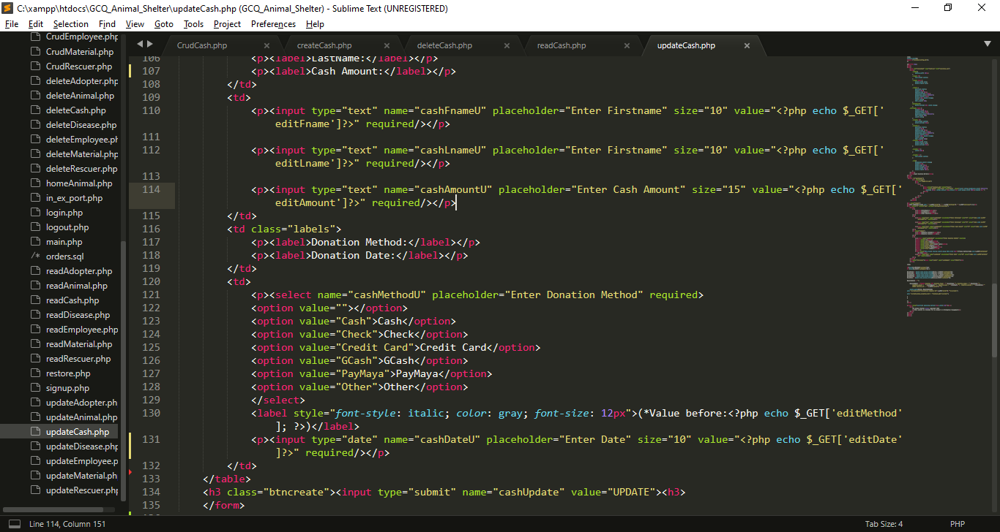 C:\xampp\htdocs\GCQ_Animal_Shelter\updateCash.php (GCQ_Animal_Shelter) - Sublime Text (UNREGISTERED)
File Edit Selection Find View Goto Tools Project Preferences Help
CrudEmployee.php
CrudMaterial.php
CrudRescuer.php
deleteAdopter.php
deleteAnimal.php
deleteCash.php
deleteDisease.php
deleteEmployee.ph
deleteMaterial.php
deleteRescuer.php
homeAnimal.php
in_ex_port.php
login.php
logout.php
main.php
/* orders.sql
readAdopter.php
readAnimal.php
readCash.php
readDisease.php
readEmployee.php
readMaterial.php
readRescuer.php
restore.php
signup.php
updateAdopter.ph
updateAnimal.php
updateCash.php
updateDisease.php
updateEmployee.p
updateMaterial.ph
updateRescuer.php
CrudCash.php createCash.php deleteCash.php readCash.php updateCash.php
106 <p><label>LastName:</label></p>
107 <p><label>Cash Amount:</label></p>
108 </td>
109 <td>
110 <p><input type="text" name="cashFnameU" placeholder="Enter Firstname" size="10" value="<?php echo $_GET['
editFname']?>" required/></p>
111
112 <p><input type="text" name="cashLnameU" placeholder="Enter Firstname" size="10" value="<?php echo $_GET['
editLname']?>" required/></p>
113
114 <p><input type="text" name="cashAmountU" placeholder="Enter Cash Amount" size="15" value="<?php echo $_GET['
editAmount']?>" required/></p>
115 </td>
116 <td class="labels">
117 <p><label>Donation Method:</label></p>
118 <p><label>Donation Date:</label></p>
119 </td>
120 <td>
121 <p><select name="cashMethodU" placeholder="Enter Donation Method" required>
122 <option value=""></option>
123 <option value="Cash">Cash</option>
124 <option value="Check">Check</option>
125 <option value="Credit Card">Credit Card</option>
126 <option value="GCash">GCash</option>
127 <option value="PayMaya">PayMaya</option>
128 <option value="Other">Other</option>
129 </select>
130 <label style="font-style: italic; color: gray; font-size: 12px">(*Value before:<?php echo $_GET['editMethod'
]; ?>)</label>
131 <p><input type="date" name="cashDateU" placeholder="Enter Date" size="10" value="<?php echo $_GET['editDate'
]?>" required/></p>
132 </td>
133 </table>
134 <h3 class="btncreate"><input type="submit" name="cashUpdate" value="UPDATE"><h3>
135 </form>
Line 114, Column 151 Tab Size: 4 PHP